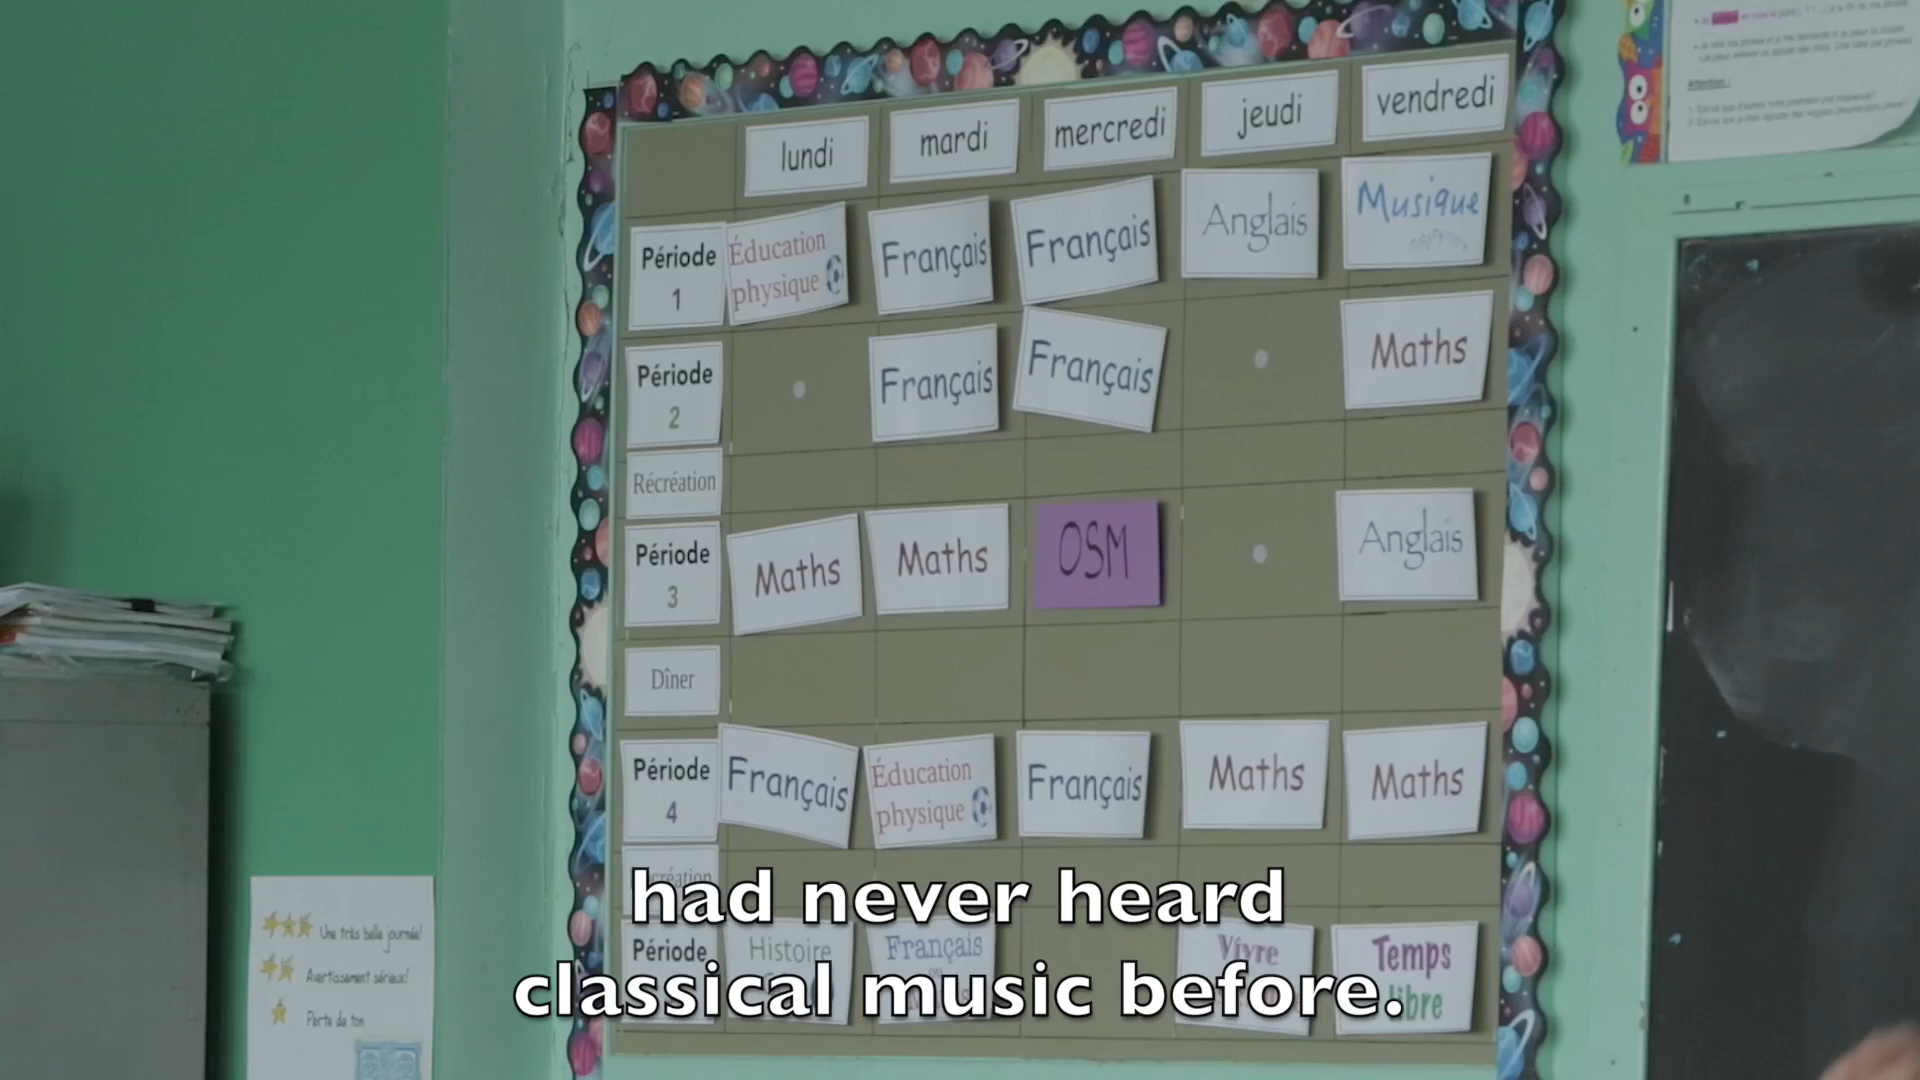 lundi mardi mercredi jeudi vendredi
Période 1 Éducation physique Français Français Anglais Musique
Période 2 Français Français Maths
Récréation
Période 3 Maths Maths OSM Anglais
Dîner
Période 4 Français Éducation physique Français Maths Maths
had never heard
Période Histoire Français Vivre Temps libre
classical music before.
Une très belle journée!
Avertissement sérieux!
Perte de ton
Attention :